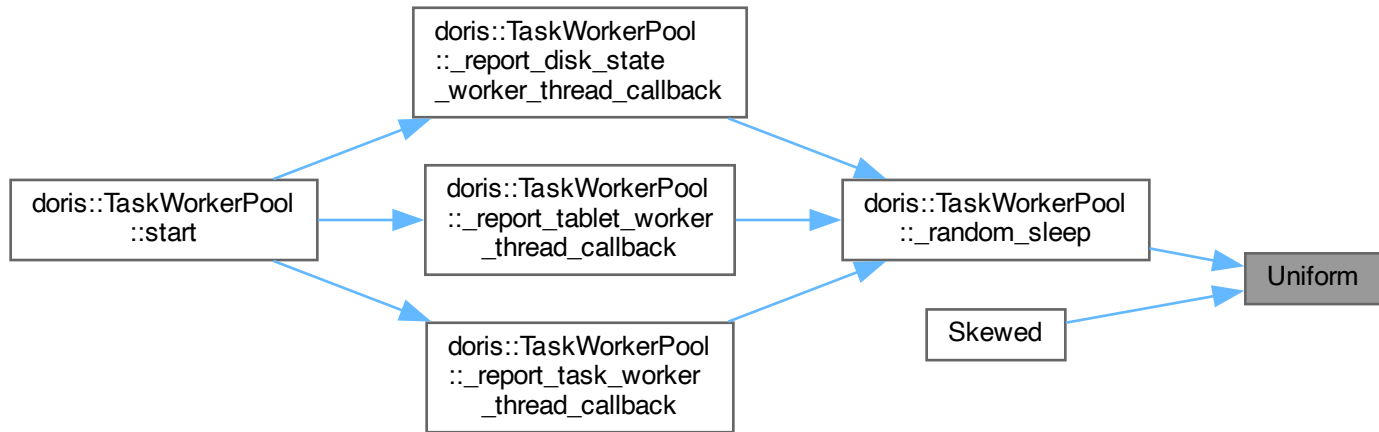 doris::TaskWorkerPool
::_report_disk_state
_worker_thread_callback
doris::TaskWorkerPool
::start
doris::TaskWorkerPool
::_report_tablet_worker
_thread_callback
doris::TaskWorkerPool
::_random_sleep
Uniform
Skewed
doris::TaskWorkerPool
::_report_task_worker
_thread_callback